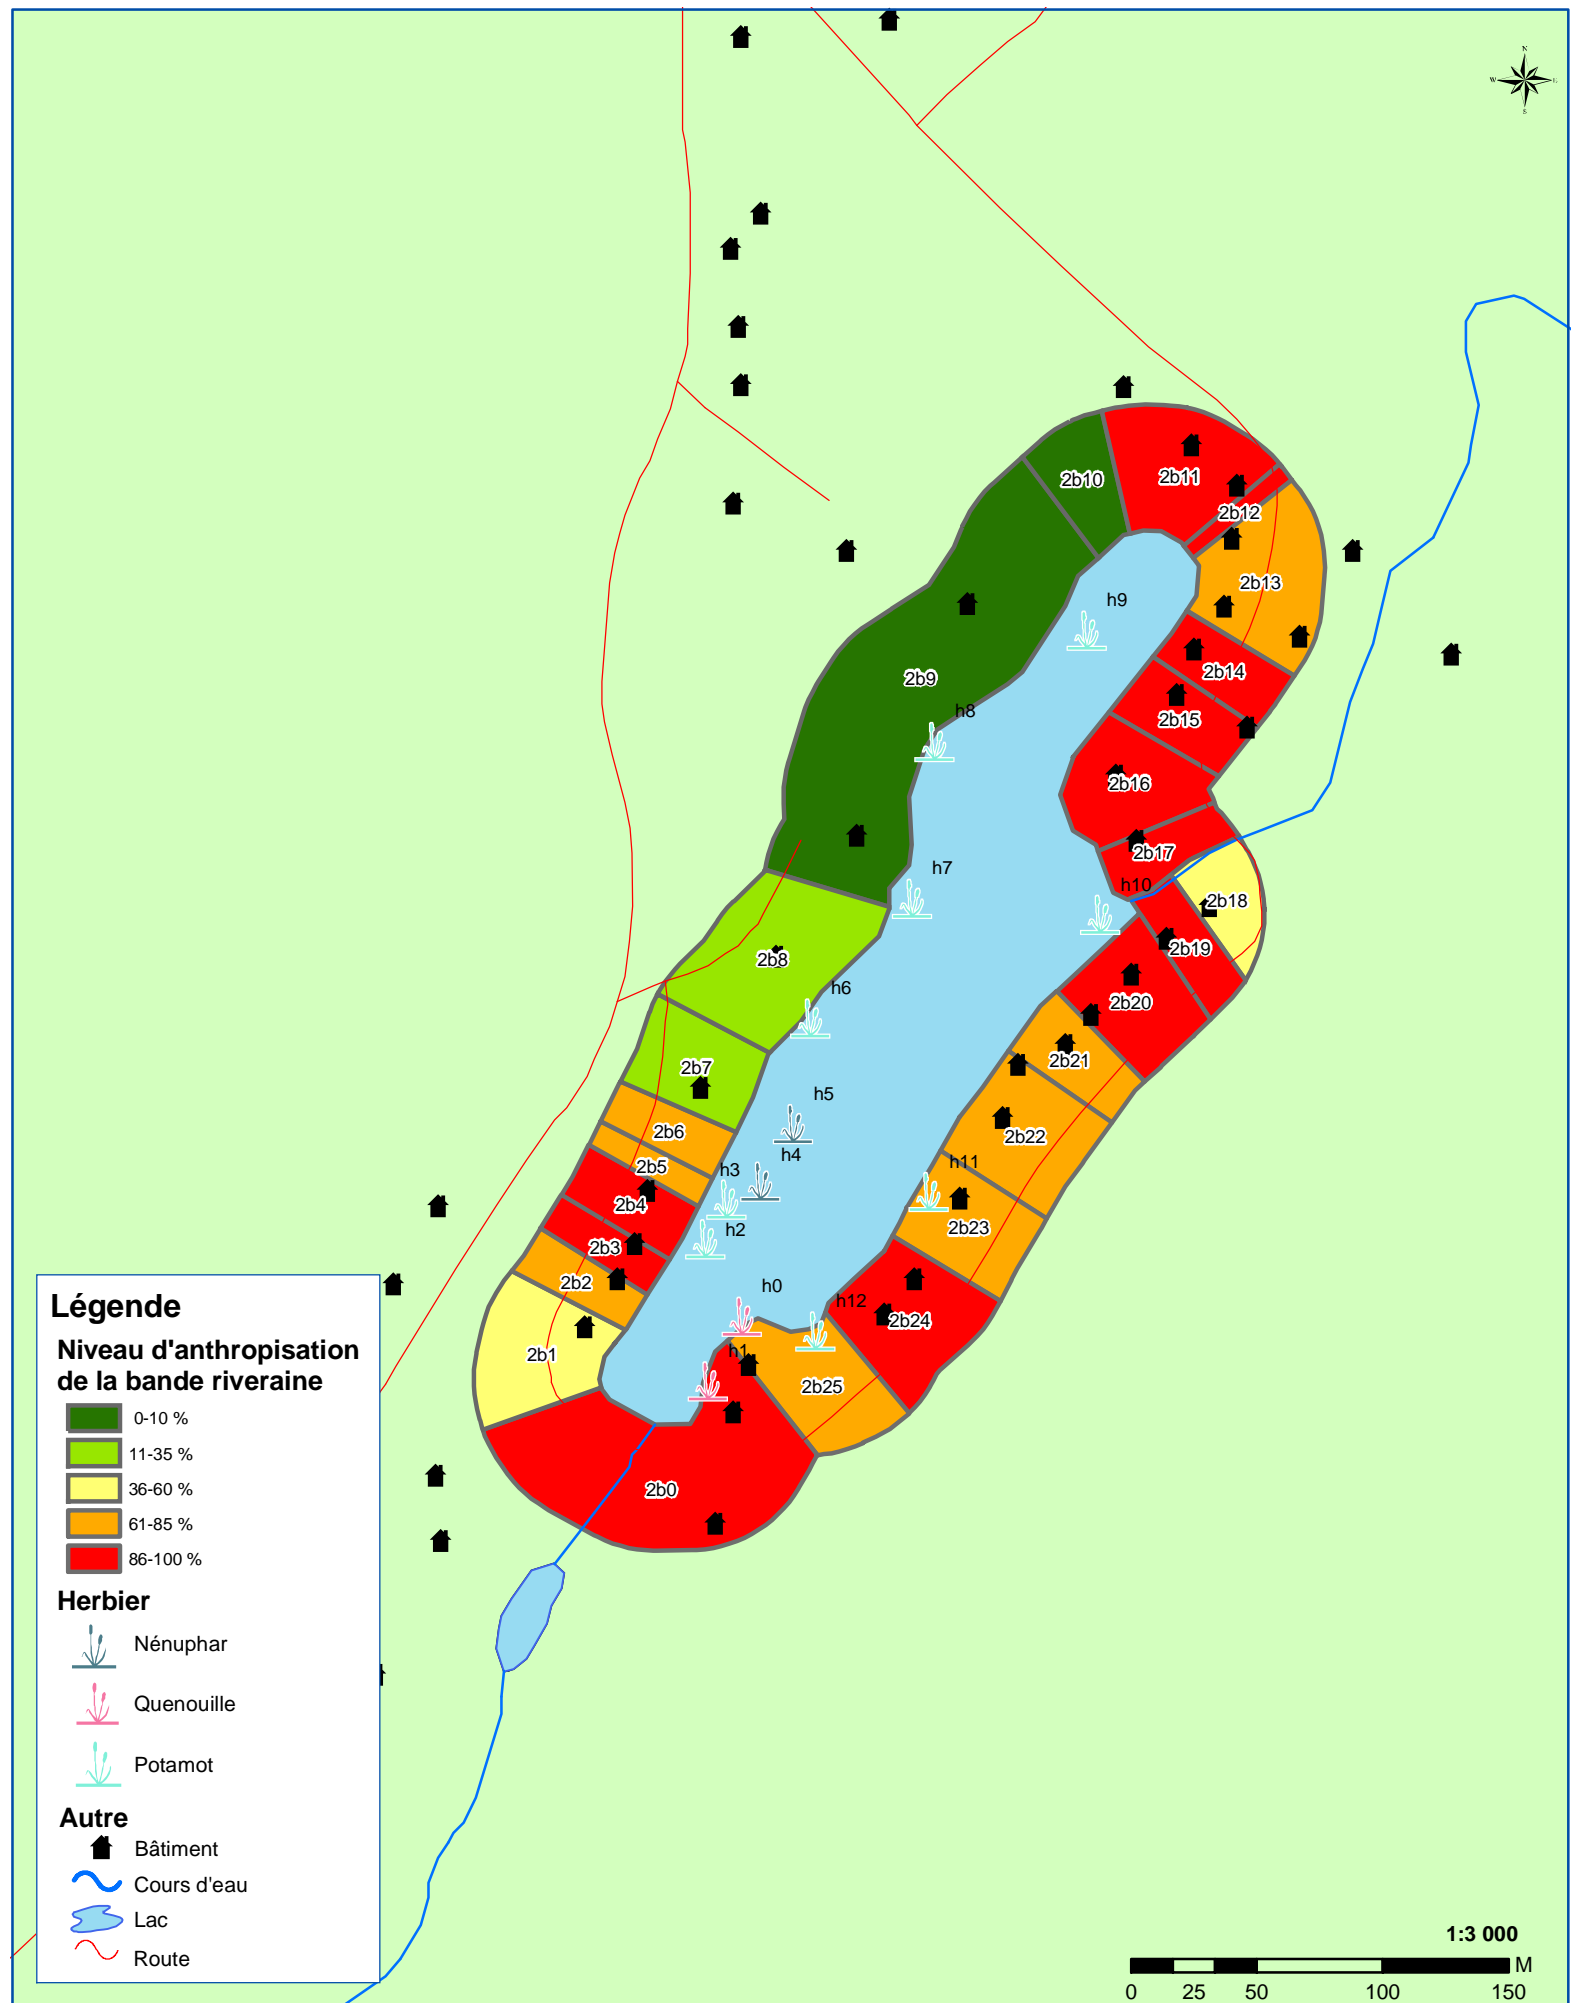 N
W
E
S
2b10
2b11
2b12
2b13
h9
2b14
2b9
2b15
h8
2b16
2b17
h7
h10
2b18
2b19
2b8
h6
2b20
2b21
2b7
h5
2b6
2b22
h4
h3
h11
2b5
2b4
h2
2b23
2b3
2b2
h0
h12
2b24
2b1
h1
2b25
2b0
Légende
Niveau d'anthropisation
de la bande riveraine
0-10 %
11-35 %
36-60 %
61-85 %
86-100 %
Herbier
Nénuphar
Quenouille
Potamot
Autre
Bâtiment
Cours d'eau
Lac
Route
1:3 000
M
0 25 50 100 150